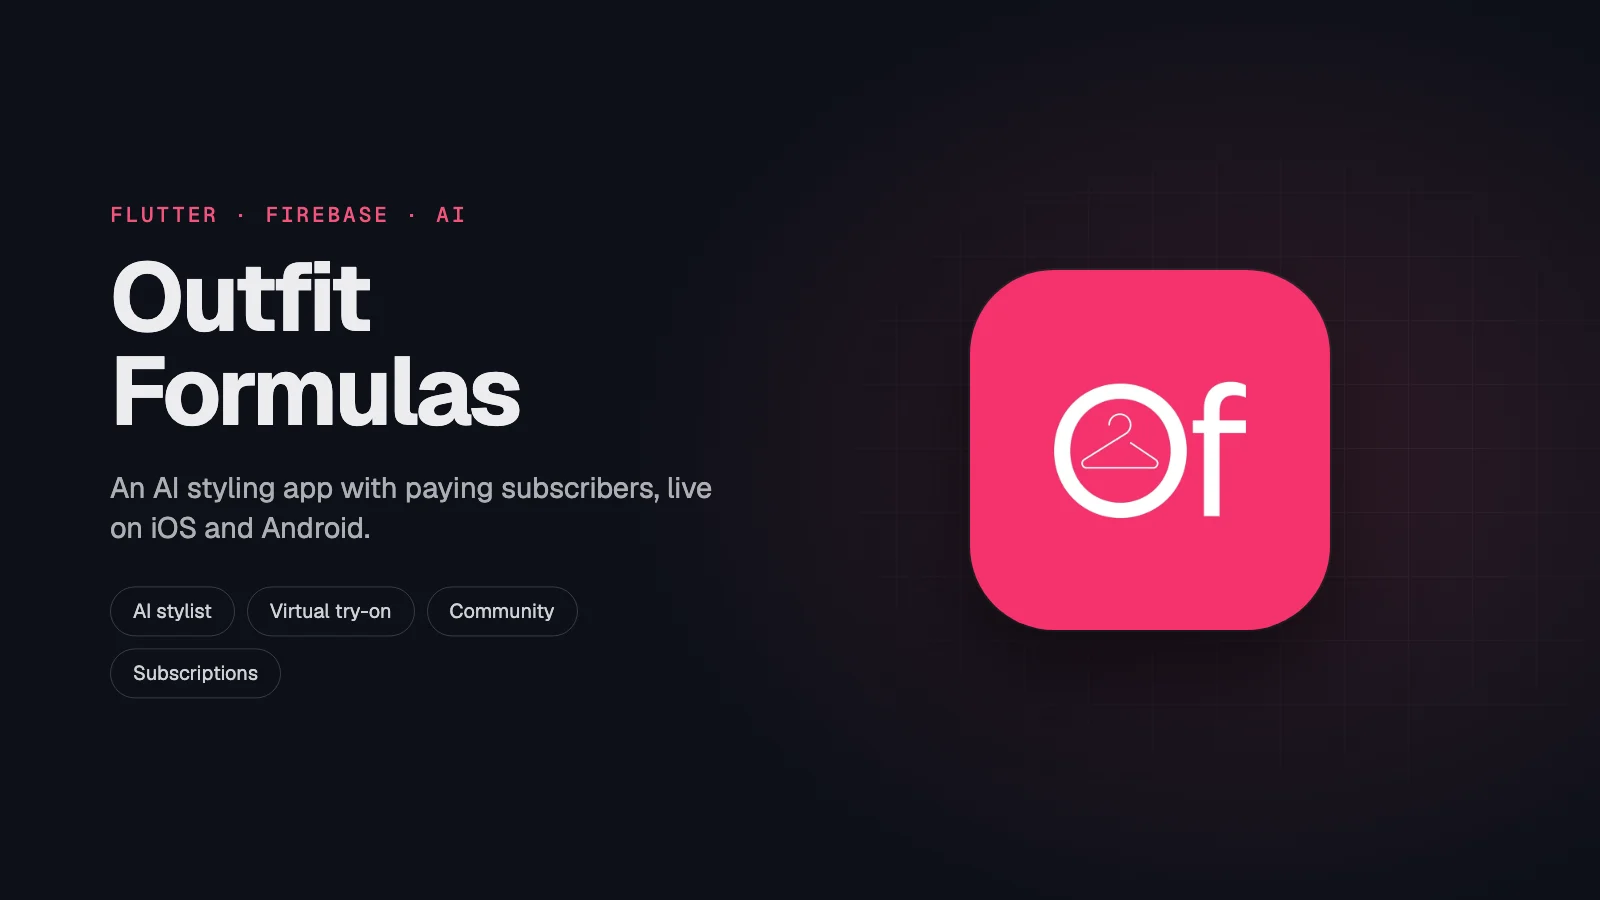 FLUTTER · FIREBASE · AI
Outfit
Formulas
An AI styling app with paying subscribers, live
on iOS and Android.
AI stylist
Virtual try-on
Community
Subscriptions
Of